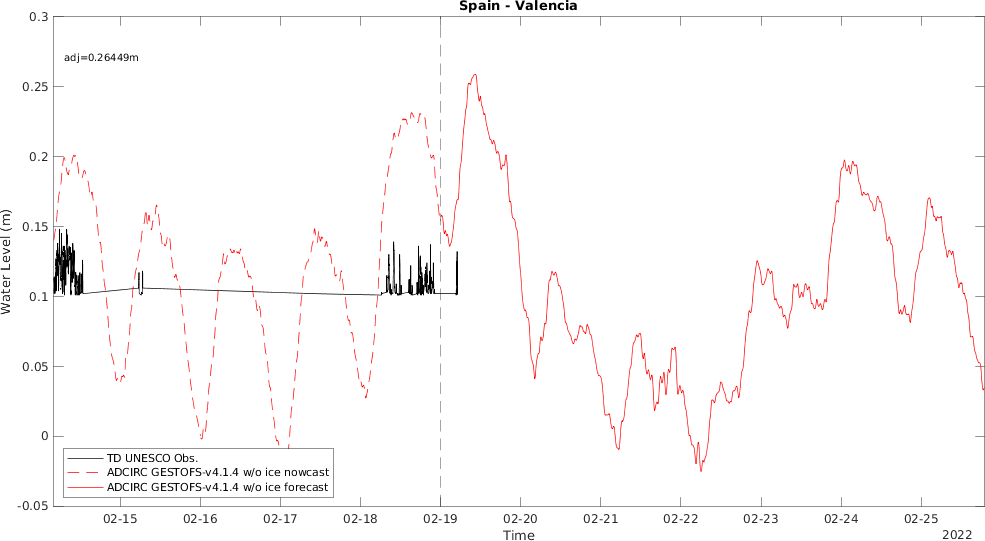 Spain - Valencia
0.3
adj=0.26449m
0.25
0.2
0.15
0.1
0.05
0
-0.05
Water Level (m)
TD UNESCO Obs.
ADCIRC GESTOFS-v4.1.4 w/o ice nowcast
ADCIRC GESTOFS-v4.1.4 w/o ice forecast
02-15 02-16 02-17 02-18 02-19 02-20 02-21 02-22 02-23 02-24 02-25
Time 2022